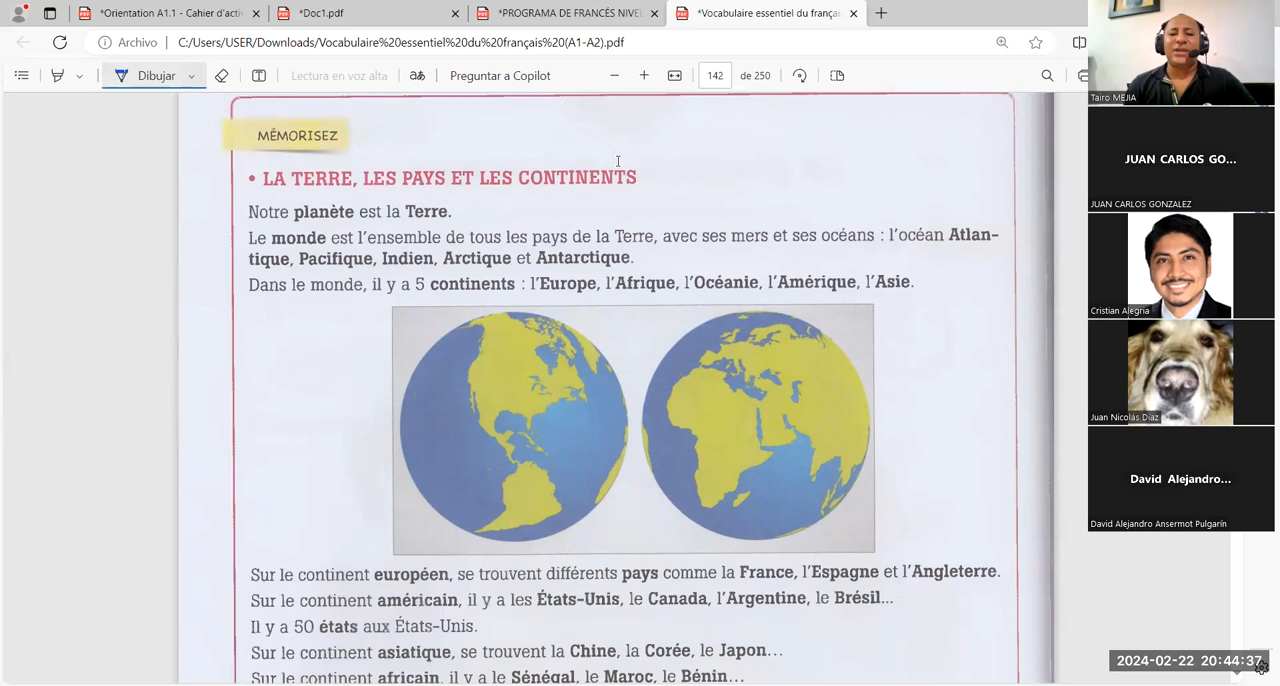 *Orientation A1.1 - Cahier d'activ
*Doc1.pdf
*PROGRAMA DE FRANCÉS NIVE
*Vocabulaire essentiel du françai
Archivo
C:/Users/USER/Downloads/Vocabulaire%20essentiel%20du%20français%20(A1-A2).pdf
Dibujar
Lectura en voz alta
aあ
Preguntar a Copilot
142
de 250
MÉMORISEZ
• LA TERRE, LES PAYS ET LES CONTINENTS
Notre planète est la Terre.
Le monde est l'ensemble de tous les pays de la Terre, avec ses mers et ses océans : l'océan Atlan-
tique, Pacifique, Indien, Arctique et Antarctique.
Dans le monde, il y a 5 continents : l'Europe, l'Afrique, l'Océanie, l'Amérique, l'Asie.
Sur le continent européen, se trouvent différents pays comme la France, l'Espagne et l'Angleterre.
Sur le continent américain, il y a les États-Unis, le Canada, l'Argentine, le Brésil...
Il y a 50 états aux États-Unis.
Sur le continent asiatique, se trouvent la Chine, la Corée, le Japon...
Sur le continent africain, il y a le Sénégal, le Maroc, le Bénin...
Tairo MEJIA
JUAN CARLOS GO...
JUAN CARLOS GONZALEZ
Cristian Alegria
Juan Nicolás Díaz
David Alejandro...
David Alejandro Ansermot Pulgarín
2024-02-22 20:44:37